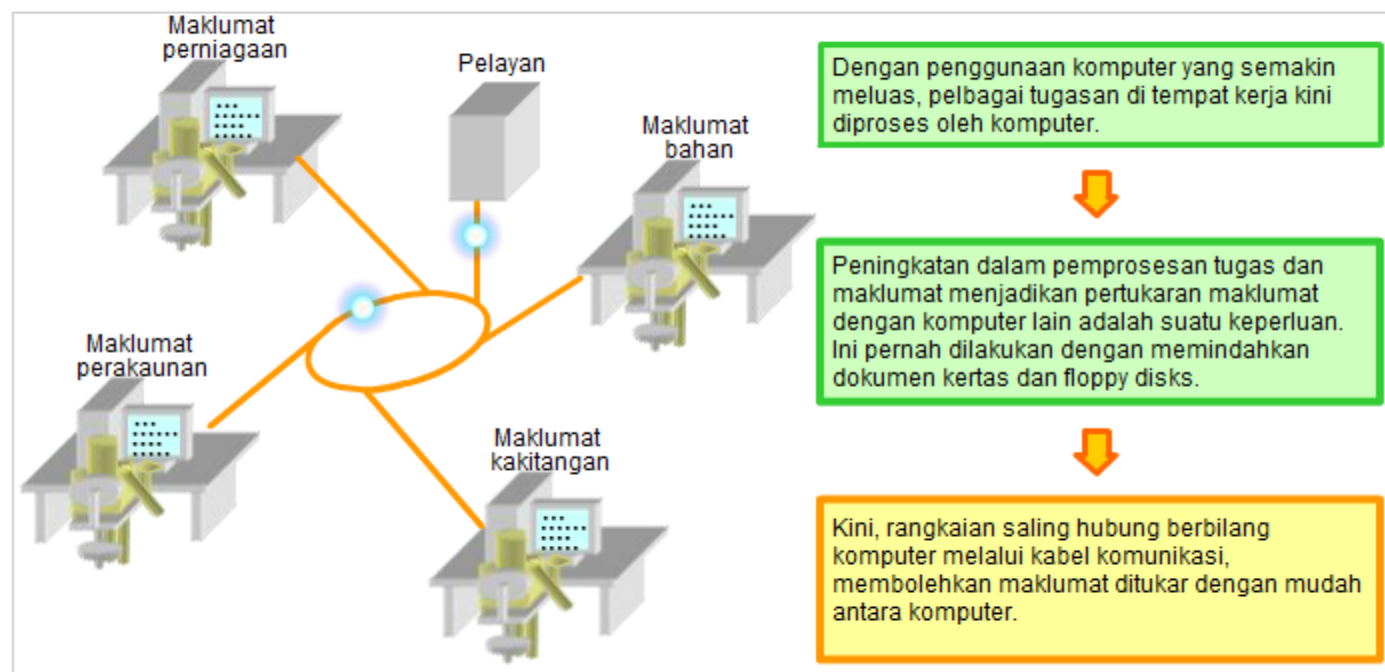 Maklumat
perniagaan
Pelayan
Maklumat
bahan
Maklumat
perakaunan
Maklumat
kakitangan
Dengan penggunaan komputer yang semakin
meluas, pelbagai tugasan di tempat kerja kini
diproses oleh komputer.
Peningkatan dalam pemprosesan tugas dan
maklumat menjadikan pertukaran maklumat
dengan komputer lain adalah suatu keperluan.
Ini pernah dilakukan dengan memindahkan
dokumen kertas dan floppy disks.
Kini, rangkaian saling hubung berbilang
komputer melalui kabel komunikasi,
membolehkan maklumat ditukar dengan mudah
antara komputer.